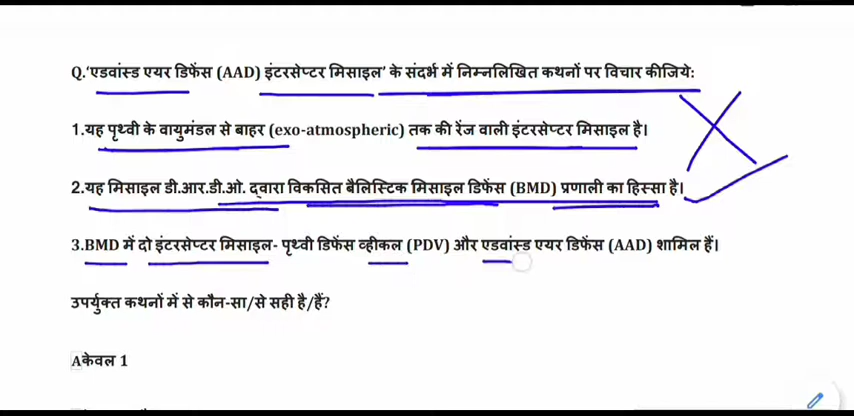 Q.'एडवांस्ड एयर डिफेंस (AAD) इंटरसेप्टर मिसाइल' के संदर्भ में निम्नलिखित कथनों पर विचार कीजिये:
1.यह पृथ्वी के वायुमंडल से बाहर (exo-atmospheric) तक की रेंज वाली इंटरसेप्टर मिसाइल है।
2.यह मिसाइल डी.आर.डी.ओ. द्वारा विकसित बैलिस्टिक मिसाइल डिफेंस (BMD) प्रणाली का हिस्सा है।
3.BMD में दो इंटरसेप्टर मिसाइल- पृथ्वी डिफेंस व्हीकल (PDV) और एडवांस्ड एयर डिफेंस (AAD) शामिल हैं।
उपर्युक्त कथनों में से कौन-सा/से सही है/हैं?
Aकेवल 1